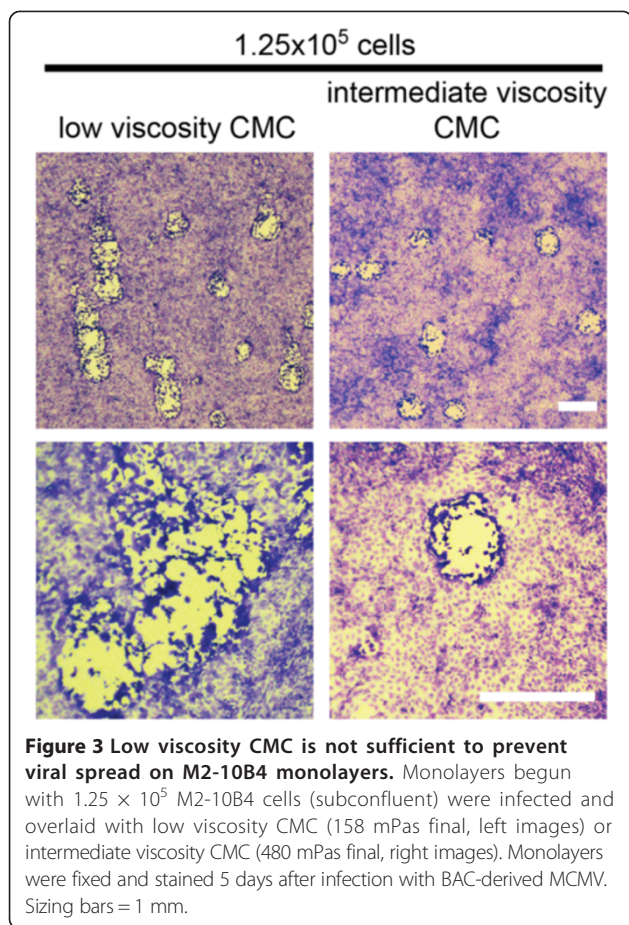 1.25x10⁵ cells
low viscosity CMC
intermediate viscosity
CMC
Figure 3 Low viscosity CMC is not sufficient to prevent
viral spread on M2-10B4 monolayers. Monolayers begun
with 1.25 × 10⁵ M2-10B4 cells (subconfluent) were infected and
overlaid with low viscosity CMC (158 mPas final, left images) or
intermediate viscosity CMC (480 mPas final, right images). Monolayers
were fixed and stained 5 days after infection with BAC-derived MCMV.
Sizing bars = 1 mm.